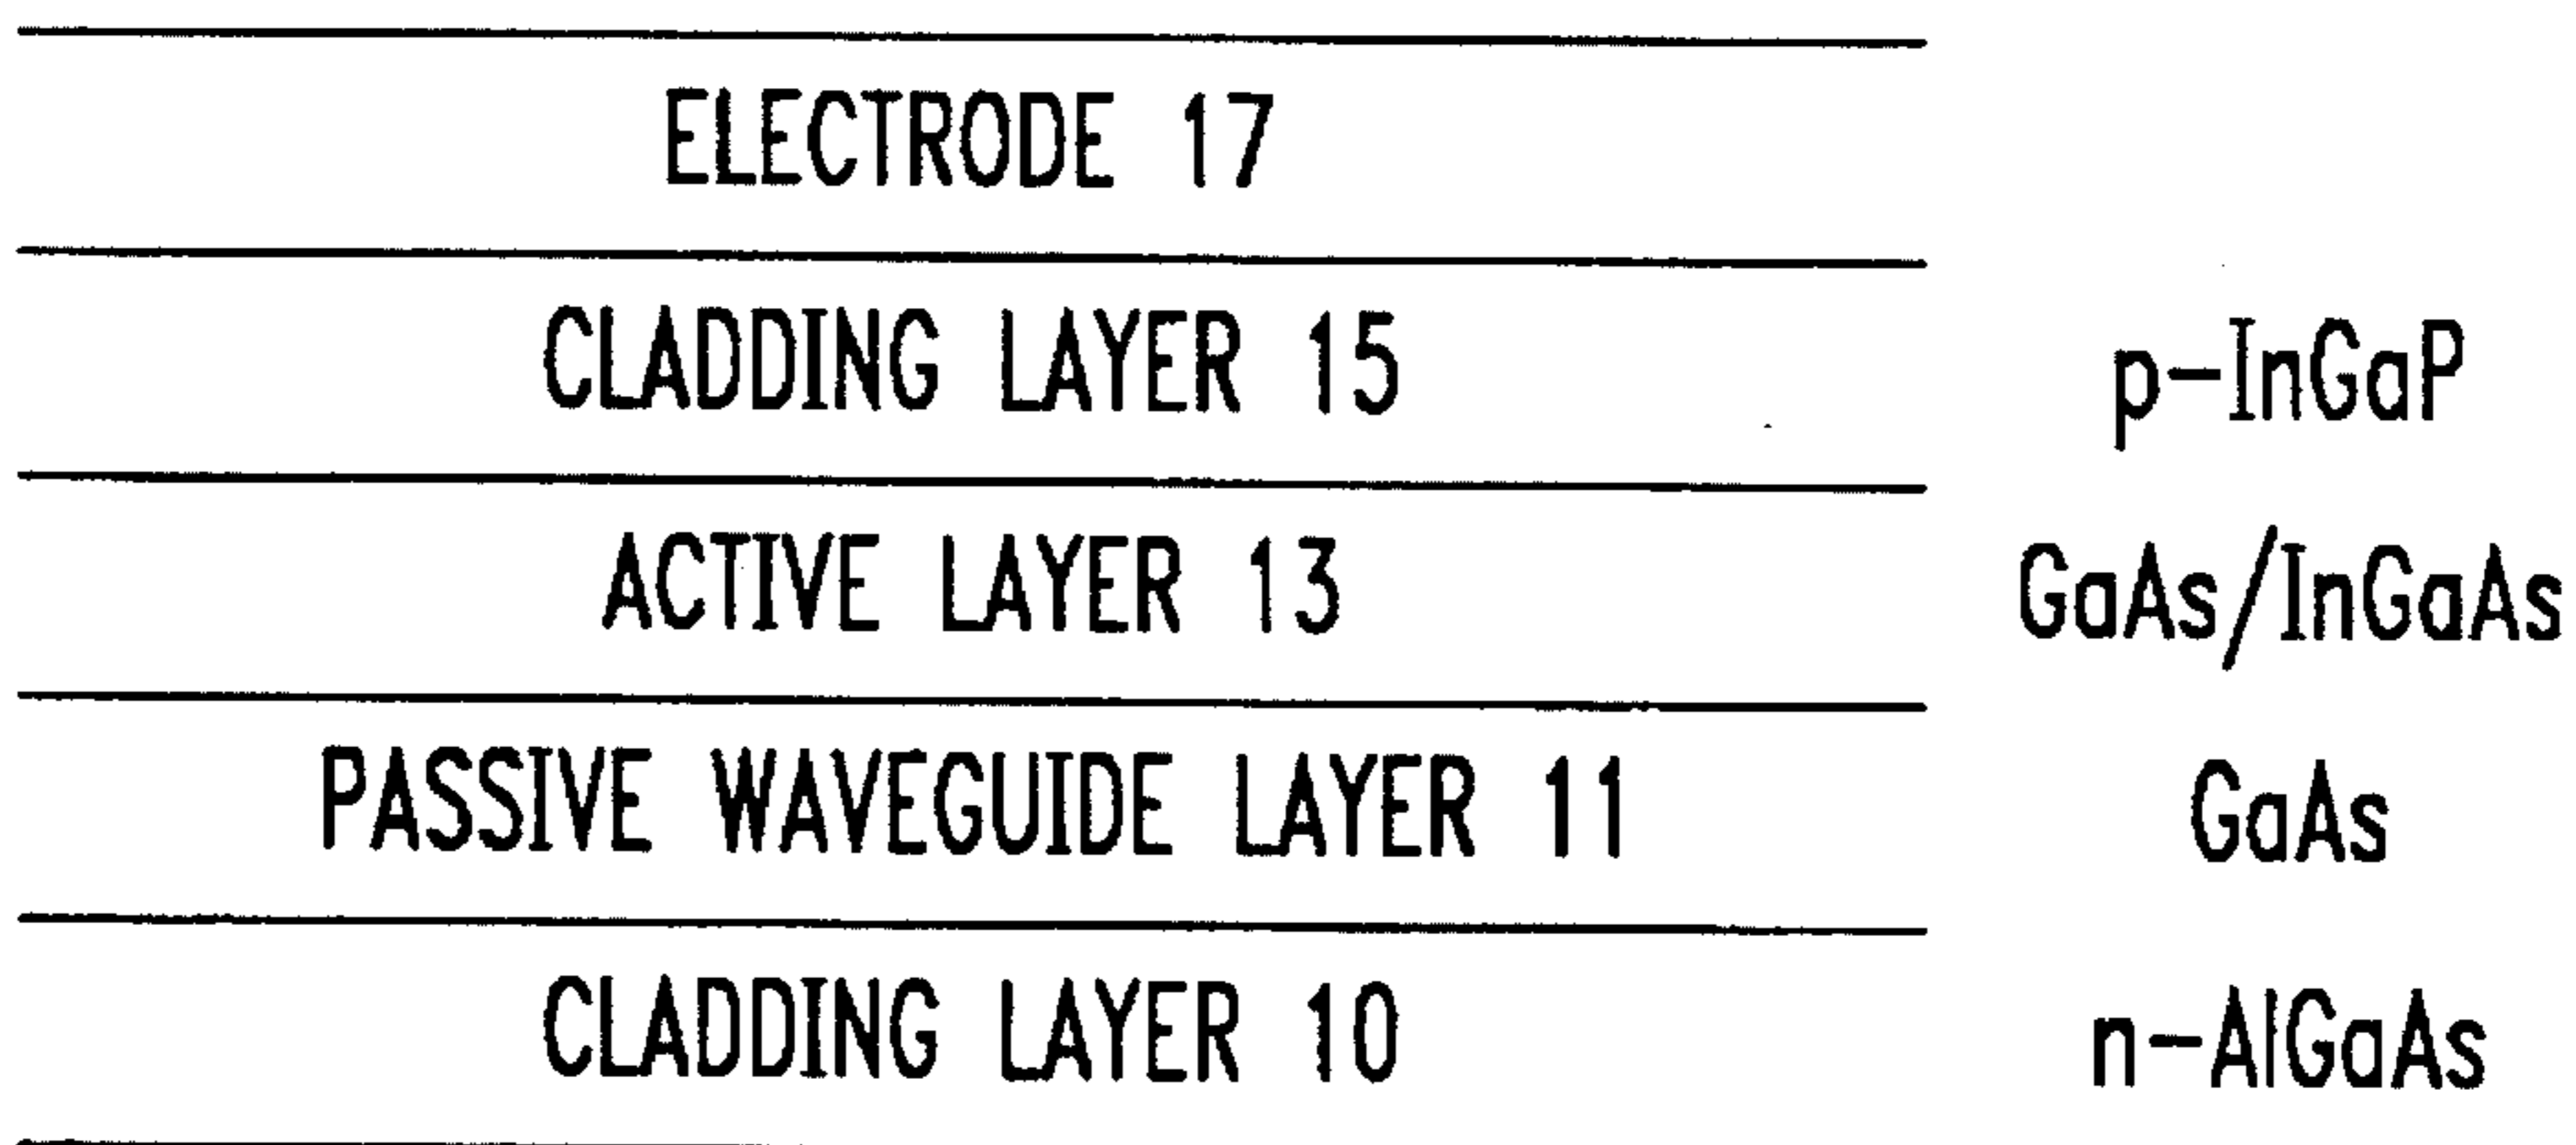 ELECTRODE 17
CLADDING LAYER 15 p-InGaP
ACTIVE LAYER 13 GaAs/InGaAs
PASSIVE WAVEGUIDE LAYER 11 GaAs
CLADDING LAYER 10 n-AlGaAs